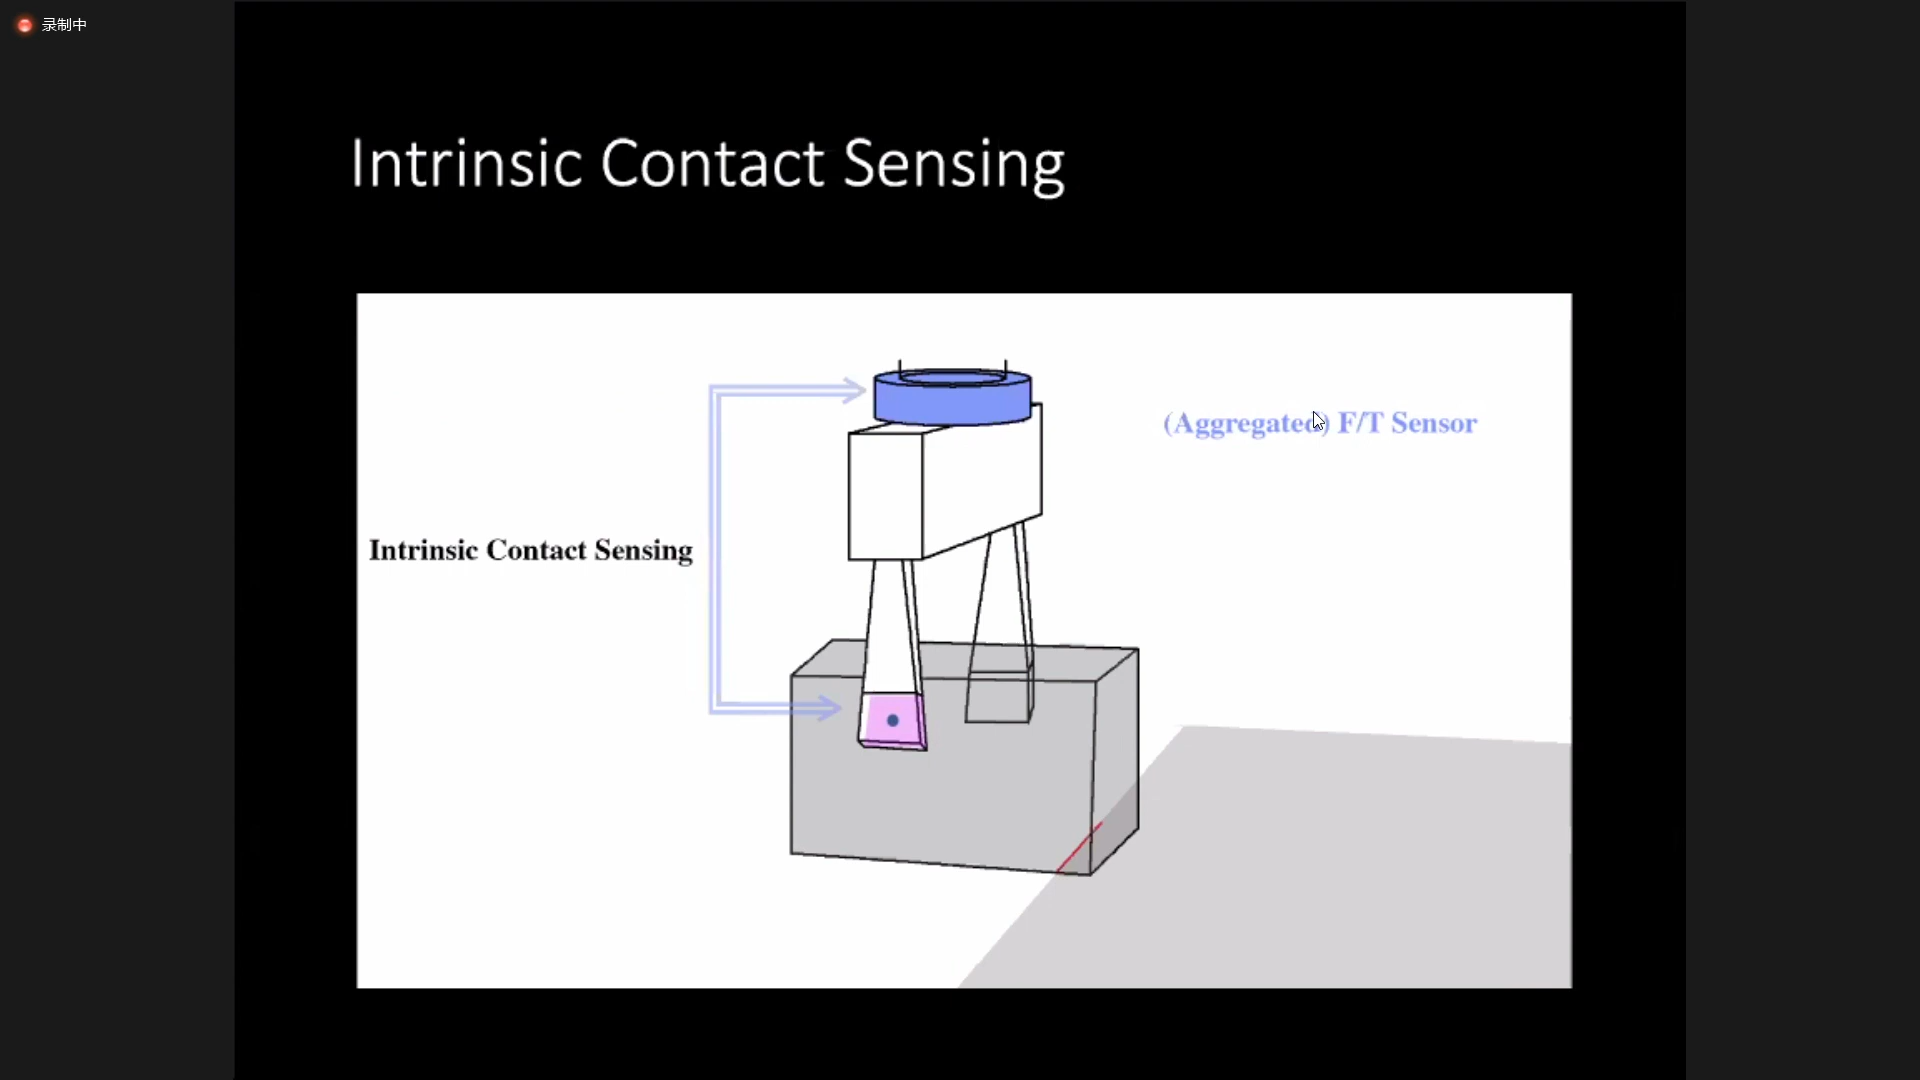 录制中
Intrinsic Contact Sensing
(Aggregated) F/T Sensor
Intrinsic Contact Sensing